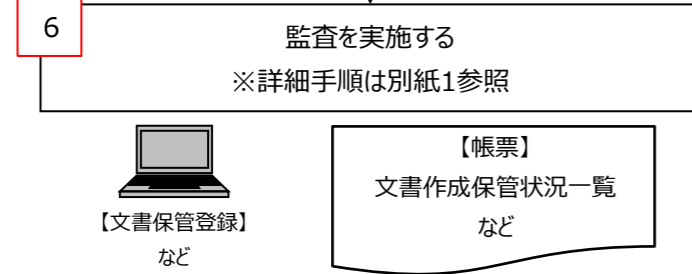 6
監査を実施する
※詳細手順は別紙1参照
【文書保管登録】
など
【帳票】
文書作成保管状況一覧
など